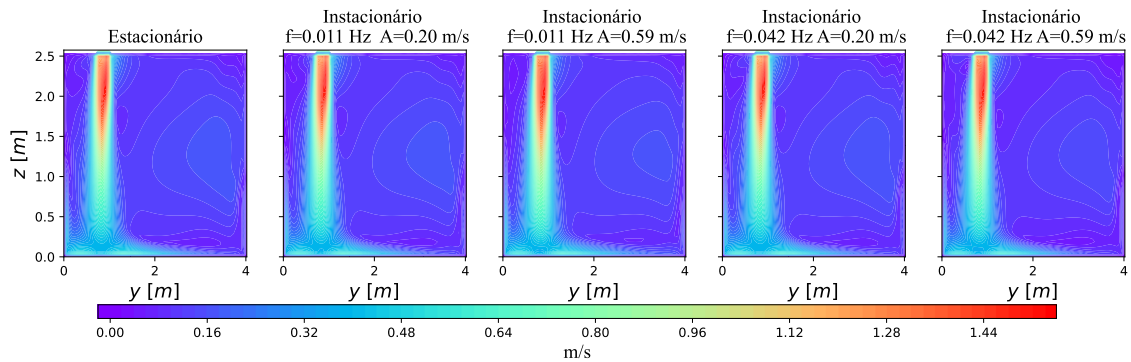 Estacionário
Instacionário
f=0.011 Hz  A=0.20 m/s
Instacionário
f=0.011 Hz A=0.59 m/s
Instacionário
f=0.042 Hz A=0.20 m/s
Instacionário
f=0.042 Hz A=0.59 m/s
z [m]
2.5
2.0
1.5
1.0
0.5
0.0
0 2 4
0 2 4
0 2 4
0 2 4
0 2 4
y [m]
y [m]
y [m]
y [m]
y [m]
0.00 0.16 0.32 0.48 0.64 0.80 0.96 1.12 1.28 1.44
m/s